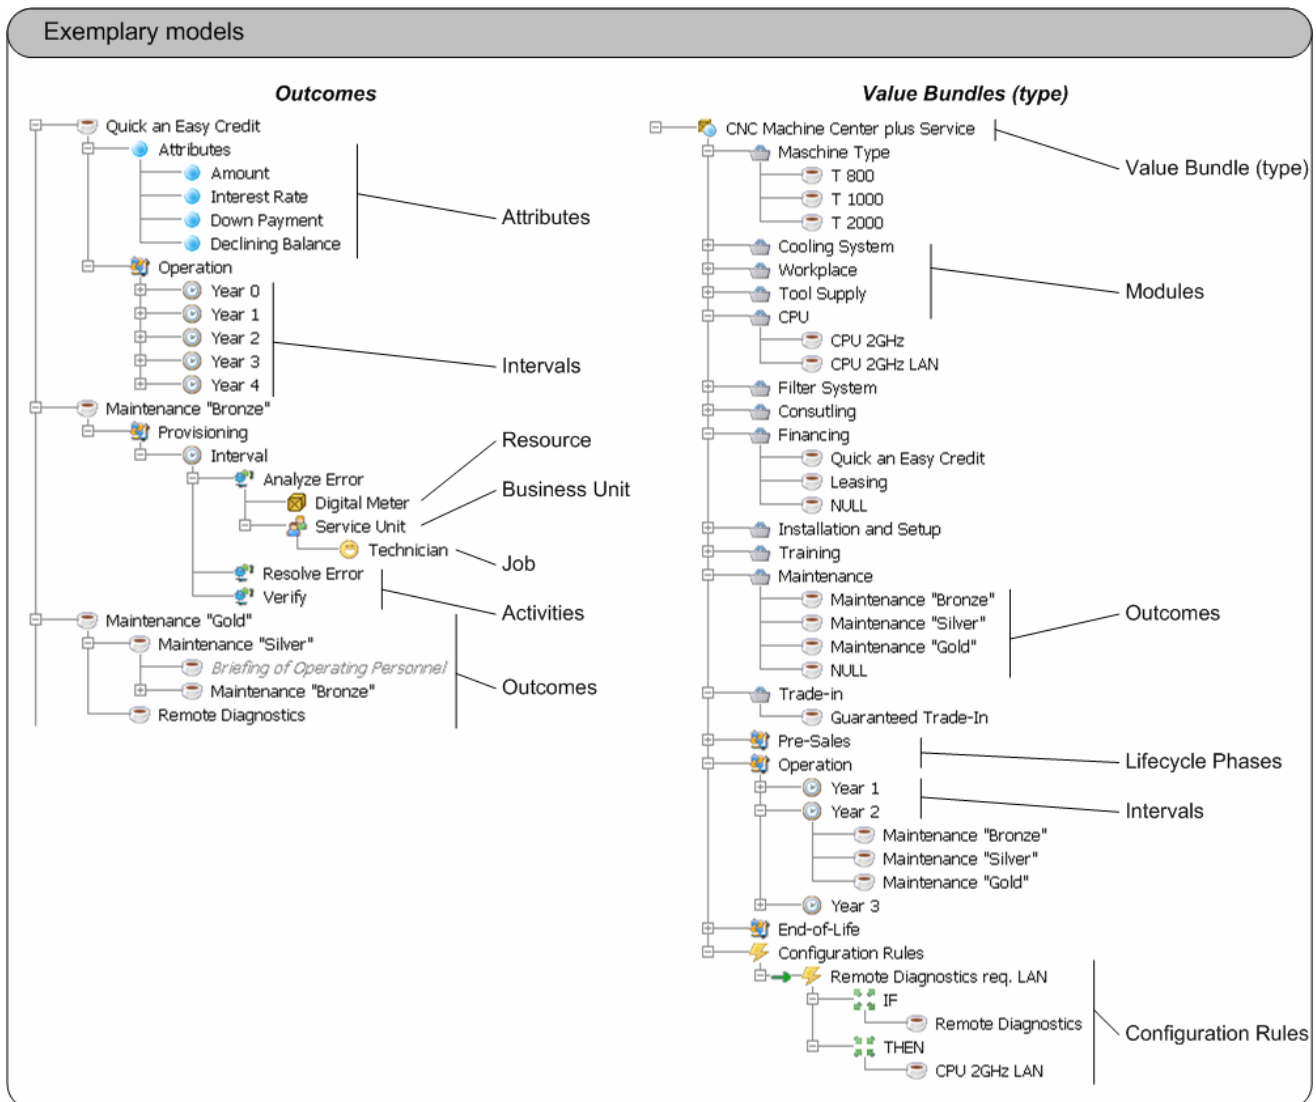 Exemplary models
Outcomes
Quick an Easy Credit
Attributes
Amount
Interest Rate
Down Payment
Declining Balance
Attributes
Operation
Year 0
Year 1
Year 2
Year 3
Year 4
Intervals
Maintenance "Bronze"
Provisioning
Interval
Analyze Error
Digital Meter
Service Unit
Technician
Resolve Error
Verify
Resource
Business Unit
Job
Activities
Maintenance "Gold"
Maintenance "Silver"
Briefing of Operating Personnel
Maintenance "Bronze"
Remote Diagnostics
Outcomes
Value Bundles (type)
CNC Machine Center plus Service
Value Bundle (type)
Maschine Type
T 800
T 1000
T 2000
Cooling System
Workplace
Tool Supply
Modules
CPU
CPU 2GHz
CPU 2GHz LAN
Filter System
Consutling
Financing
Quick an Easy Credit
Leasing
NULL
Installation and Setup
Training
Maintenance
Maintenance "Bronze"
Maintenance "Silver"
Maintenance "Gold"
NULL
Outcomes
Trade-in
Guaranteed Trade-In
Pre-Sales
Lifecycle Phases
Operation
Year 1
Year 2
Intervals
Maintenance "Bronze"
Maintenance "Silver"
Maintenance "Gold"
Year 3
End-of-Life
Configuration Rules
Remote Diagnostics req. LAN
IF
Remote Diagnostics
THEN
CPU 2GHz LAN
Configuration Rules